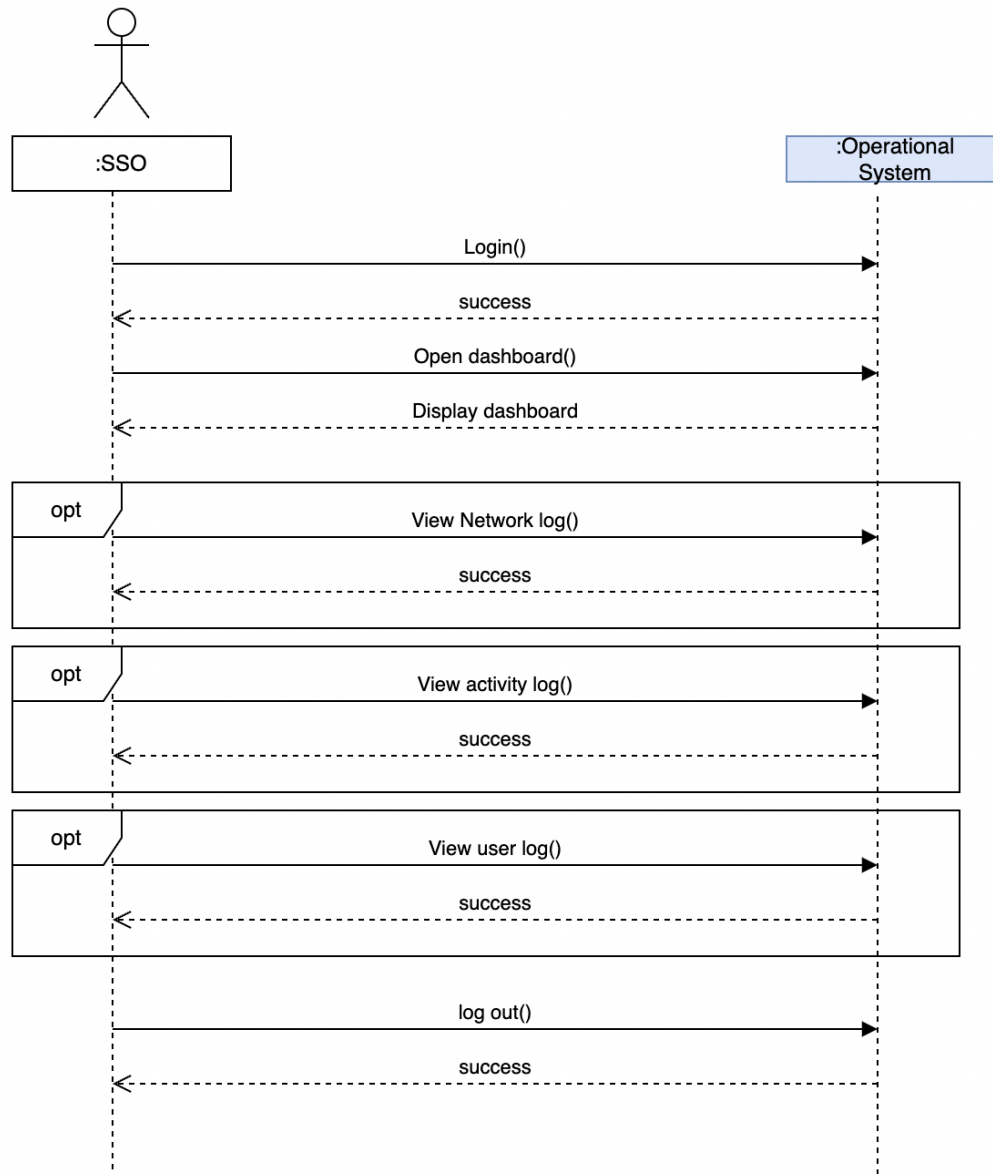 :SSO
:Operational
System
Login()
success
Open dashboard()
Display dashboard
opt
View Network log()
success
opt
View activity log()
success
opt
View user log()
success
log out()
success